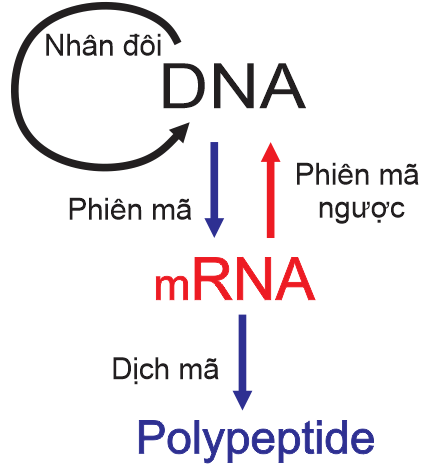 Nhân đôi
DNA
Phiên mã
Phiên mã
ngược
mRNA
Dịch mã
Polypeptide